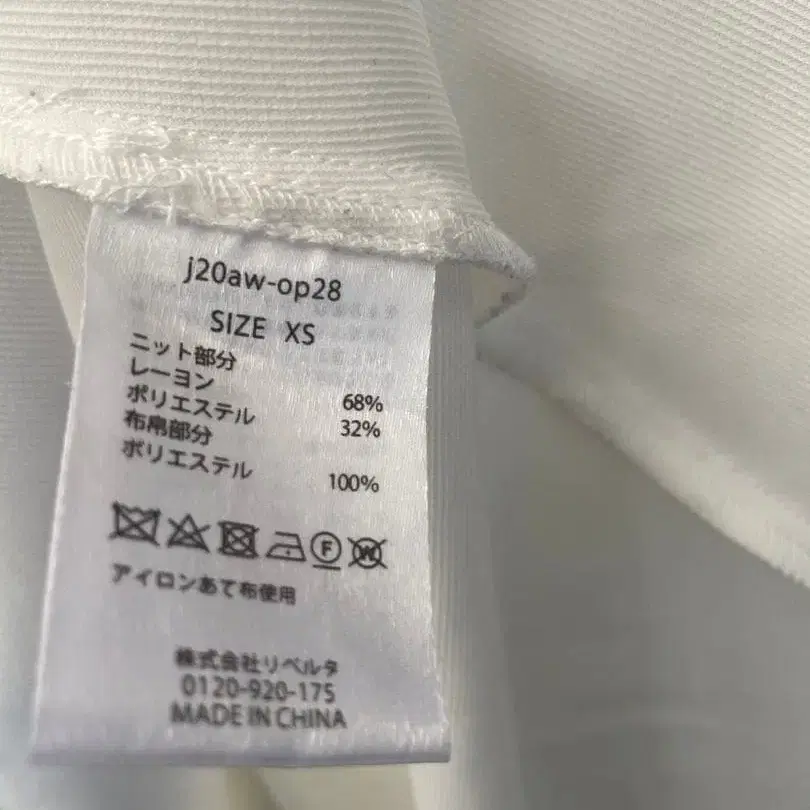 j20aw-op28
SIZE XS
ニット部分
レーヨン 68%
ポリエステル 32%
布帛部分
ポリエステル 100%
F W
アイロンあて布使用
株式会社リベルタ
0120-920-175
MADE IN CHINA